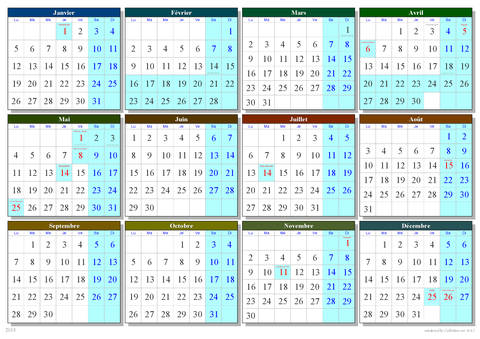 Janvier
Lu Ma Me Je Ve Sa Di
1 2 3 4
5 6 7 8 9 10 11
12 13 14 15 16 17 18
19 20 21 22 23 24 25
26 27 28 29 30 31
Février
Lu Ma Me Je Ve Sa Di
1
2 3 4 5 6 7 8
9 10 11 12 13 14 15
16 17 18 19 20 21 22
23 24 25 26 27 28
Mars
Lu Ma Me Je Ve Sa Di
1
2 3 4 5 6 7 8
9 10 11 12 13 14 15
16 17 18 19 20 21 22
23 24 25 26 27 28 29
30 31
Avril
Lu Ma Me Je Ve Sa Di
1 2 3 4 5
6 7 8 9 10 11 12
13 14 15 16 17 18 19
20 21 22 23 24 25 26
27 28 29 30
Mai
Lu Ma Me Je Ve Sa Di
1 2 3
4 5 6 7 8 9 10
11 12 13 14 15 16 17
18 19 20 21 22 23 24
25 26 27 28 29 30 31
Juin
Lu Ma Me Je Ve Sa Di
1 2 3 4 5 6 7
8 9 10 11 12 13 14
15 16 17 18 19 20 21
22 23 24 25 26 27 28
29 30
Juillet
Lu Ma Me Je Ve Sa Di
1 2 3 4 5
6 7 8 9 10 11 12
13 14 15 16 17 18 19
20 21 22 23 24 25 26
27 28 29 30 31
Août
Lu Ma Me Je Ve Sa Di
1 2
3 4 5 6 7 8 9
10 11 12 13 14 15 16
17 18 19 20 21 22 23
24 25 26 27 28 29 30
31
Septembre
Lu Ma Me Je Ve Sa Di
1 2 3 4 5 6
7 8 9 10 11 12 13
14 15 16 17 18 19 20
21 22 23 24 25 26 27
28 29 30
Octobre
Lu Ma Me Je Ve Sa Di
1 2 3 4
5 6 7 8 9 10 11
12 13 14 15 16 17 18
19 20 21 22 23 24 25
26 27 28 29 30 31
Novembre
Lu Ma Me Je Ve Sa Di
1
2 3 4 5 6 7 8
9 10 11 12 13 14 15
16 17 18 19 20 21 22
23 24 25 26 27 28 29
30
Décembre
Lu Ma Me Je Ve Sa Di
1 2 3 4 5 6
7 8 9 10 11 12 13
14 15 16 17 18 19 20
21 22 23 24 25 26 27
28 29 30 31